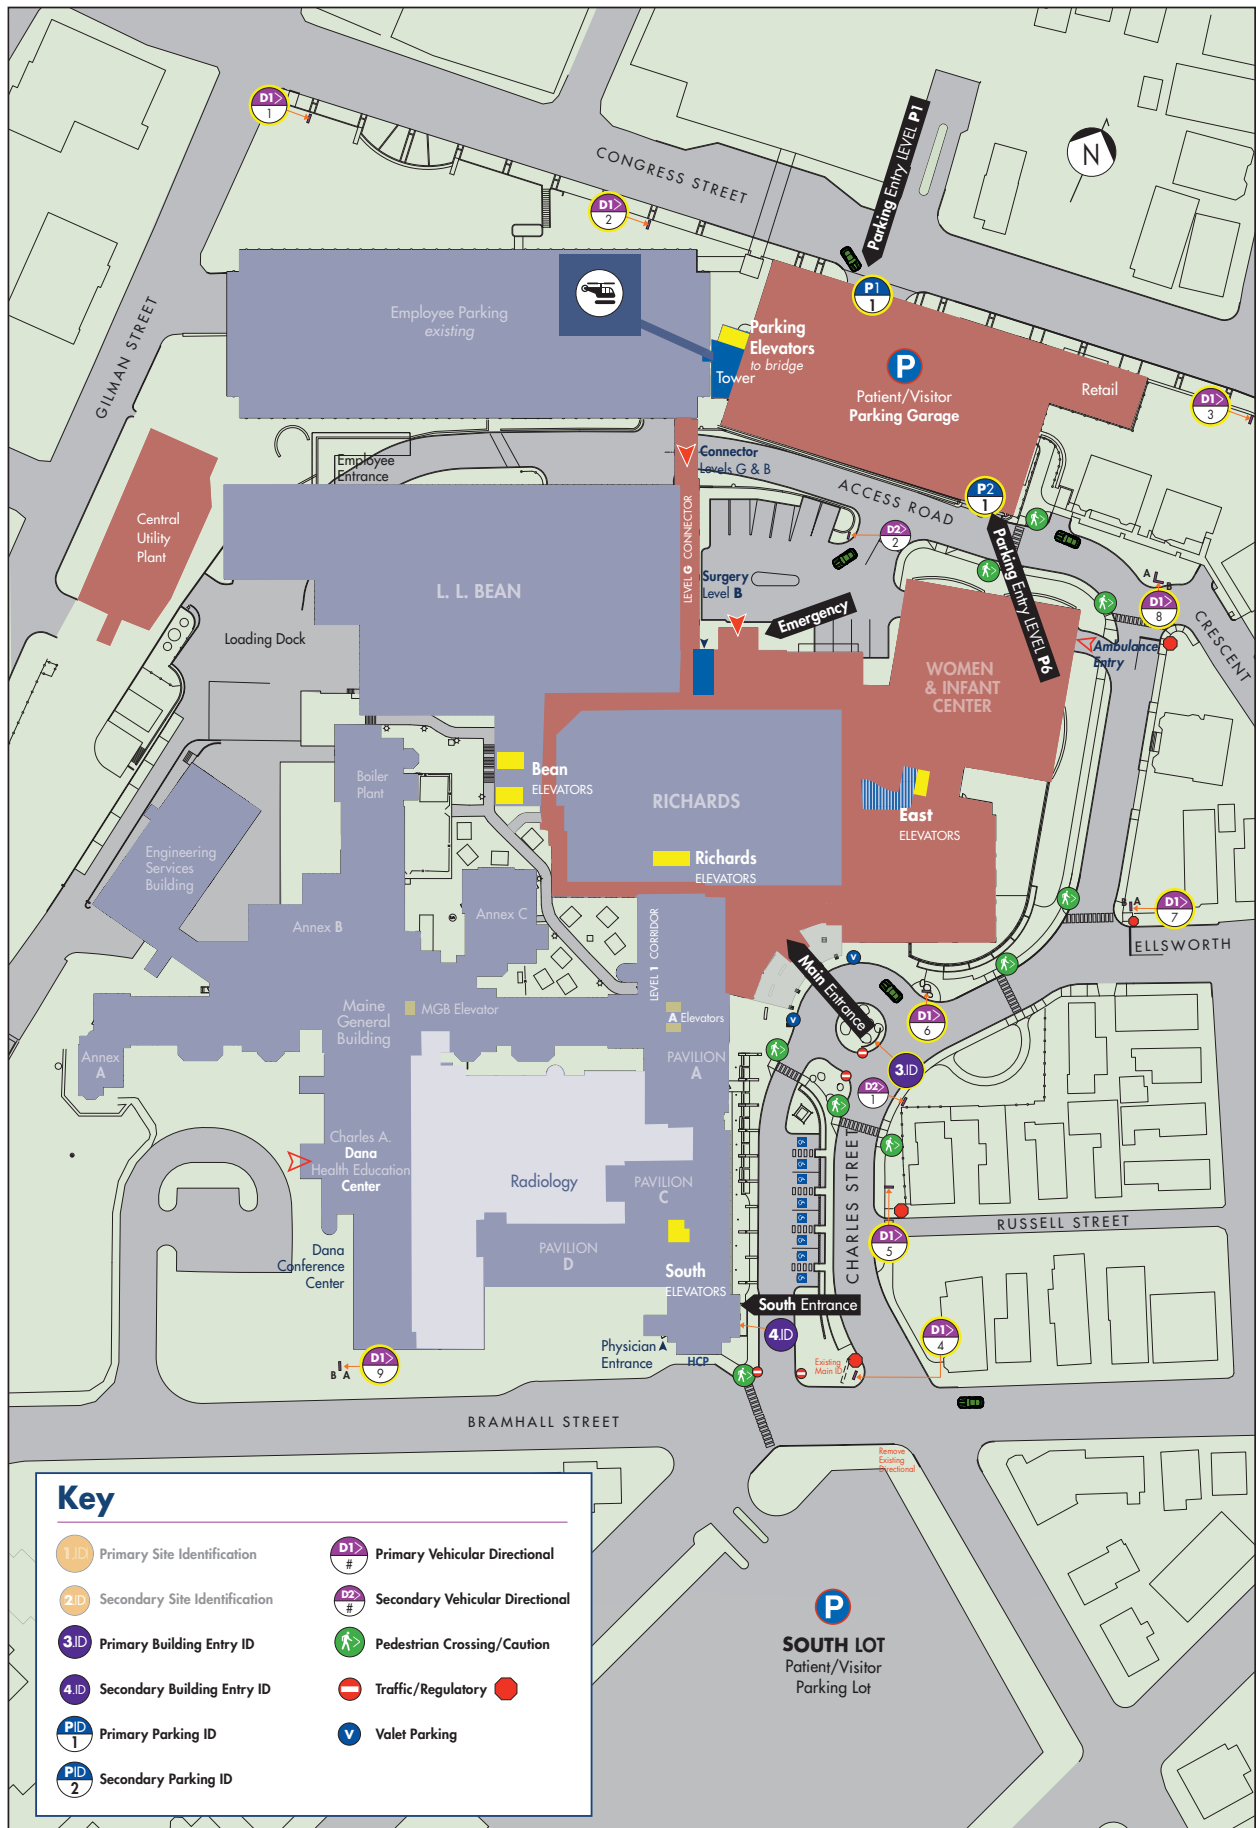 D1>
1
CONGRESS STREET
D1>
2
Parking Entry LEVEL P1
N
P1
1
GILMAN STREET
Employee Parking
existing
Parking
Elevators
to bridge
Tower
P
Patient/Visitor
Parking Garage
Retail
D1>
3
Employee
Entrance
Connector
Levels G & B
ACCESS ROAD
P2
1
Central
Utility
Plant
LEVEL G CONNECTOR
D2>
2
Parking Entry LEVEL P6
L. L. BEAN
Surgery
Level B
Emergency
A
B
D1>
8
CRESCENT
Loading Dock
Ambulance
Entry
WOMEN
& INFANT
CENTER
Boiler
Plant
Bean
ELEVATORS
RICHARDS
East
ELEVATORS
Engineering
Services
Building
Richards
ELEVATORS
C
Annex B
Annex C
LEVEL 1 CORRIDOR
B A
D1>
7
ELLSWORTH
Main Entrance
V
V
Maine
General
Building
MGB Elevator
A Elevators
D1>
6
Annex
A
PAVILION
A
3.ID
D2>
1
Charles A.
Dana
Health Education
Center
Radiology
PAVILION
C
CHARLES STREET
RUSSELL STREET
D1>
5
Dana
Conference
Center
PAVILION
D
South
ELEVATORS
South Entrance
4.ID
D1>
4
Physician
Entrance
HCP
Existing
Main ID
B A
D1>
9
BRAMHALL STREET
Remove
Existing
Directional
Key
1.ID
Primary Site Identification
2.ID
Secondary Site Identification
3.ID
Primary Building Entry ID
4.ID
Secondary Building Entry ID
PID
1
Primary Parking ID
PID
2
Secondary Parking ID
D1>
#
Primary Vehicular Directional
D2>
#
Secondary Vehicular Directional
Pedestrian Crossing/Caution
Traffic/Regulatory
V
Valet Parking
P
SOUTH LOT
Patient/Visitor
Parking Lot